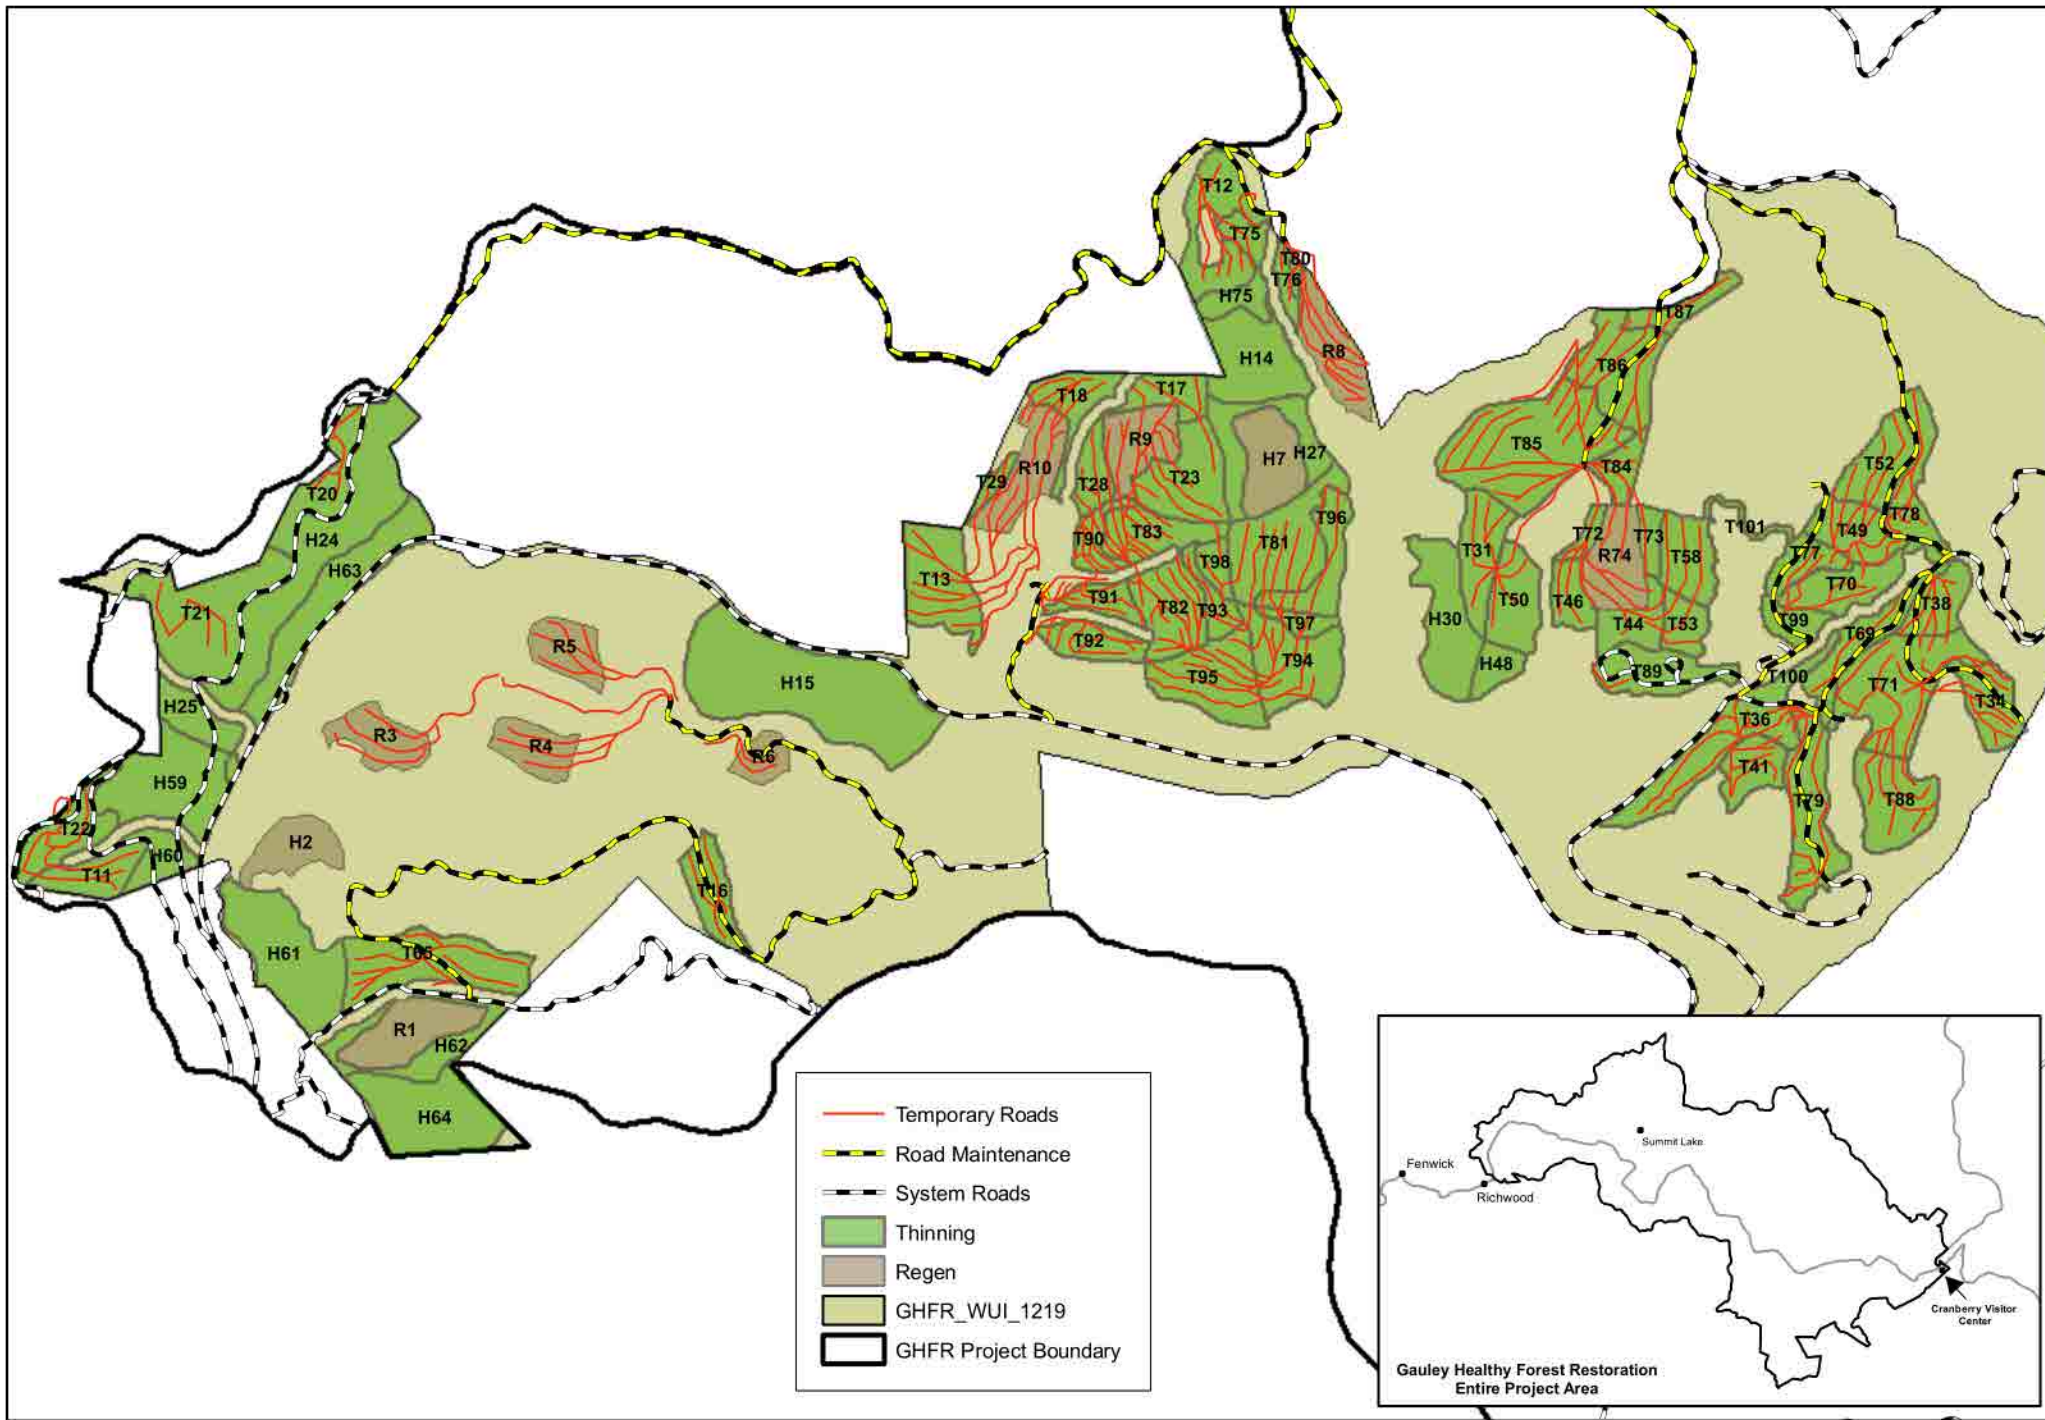 T12
T75
T80
T76
H75
T87
R8
H14
T86
T18
T17
R9
T85
H7
H27
R10
T29
T28
T23
T84
T52
T20
T96
T78
T101
H24
T90
T83
T81
T72
T73
T49
H63
T98
T31
R74
T58
T77
T13
T70
T91
T82
T93
T50
T46
T38
T21
H30
T99
T97
T44
T53
T69
T92
R5
T94
H48
T95
T89
T100
H15
T71
H25
T34
R3
R4
R6
T36
H59
T41
T79
T88
T22
H2
H60
T11
T16
H61
T65
R1
H62
H64
Temporary Roads
Road Maintenance
System Roads
Thinning
Regen
GHFR_WUI_1219
GHFR Project Boundary
Summit Lake
Fenwick
Richwood
Cranberry Visitor
Center
Gauley Healthy Forest Restoration
Entire Project Area